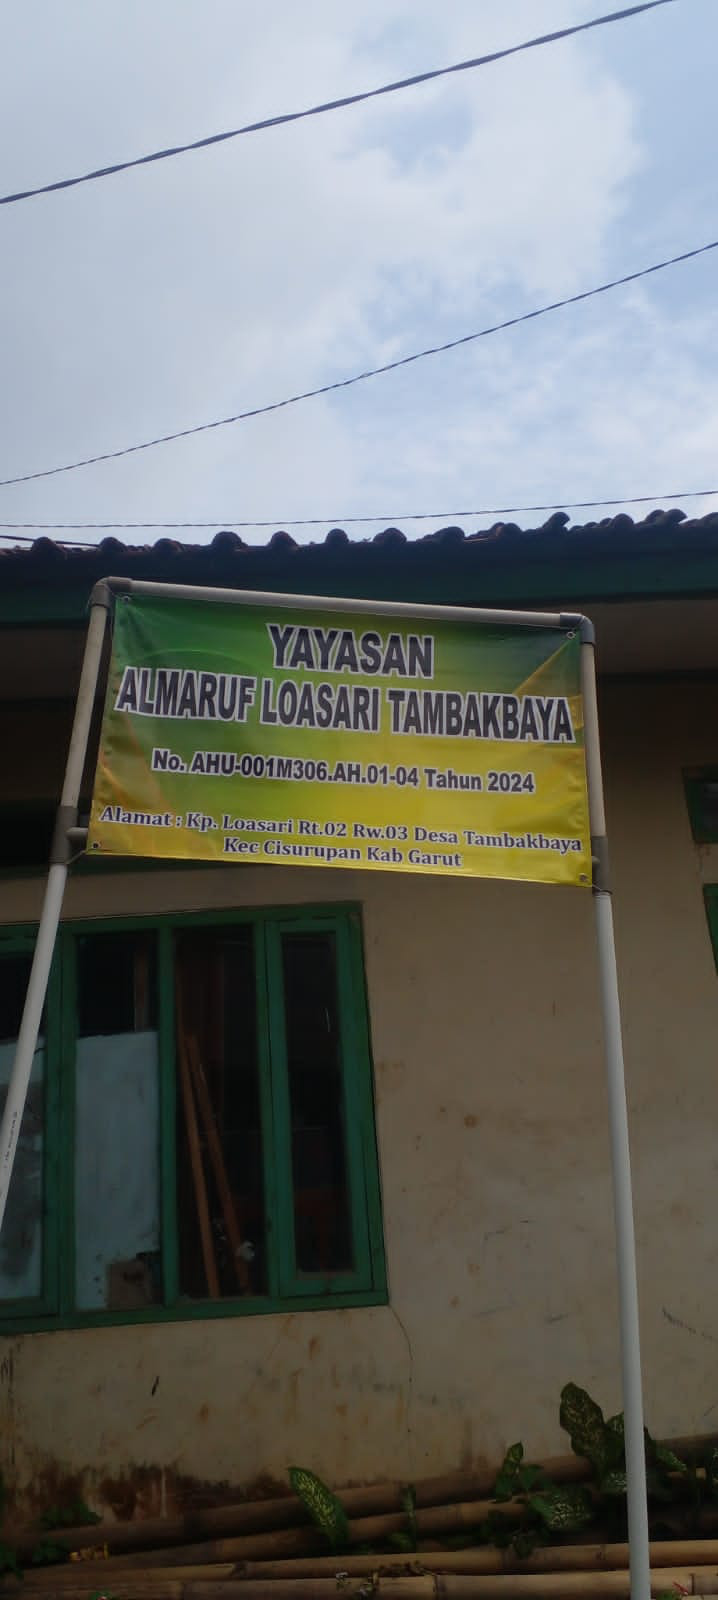 YAYASAN
ALMARUF LOASARI TAMBAKBAYA
No. AHU-001M306.AH.01-04 Tahun 2024
Alamat : Kp. Loasari Rt.02 Rw.03 Desa Tambakbaya
Kec Cisurupan Kab Garut